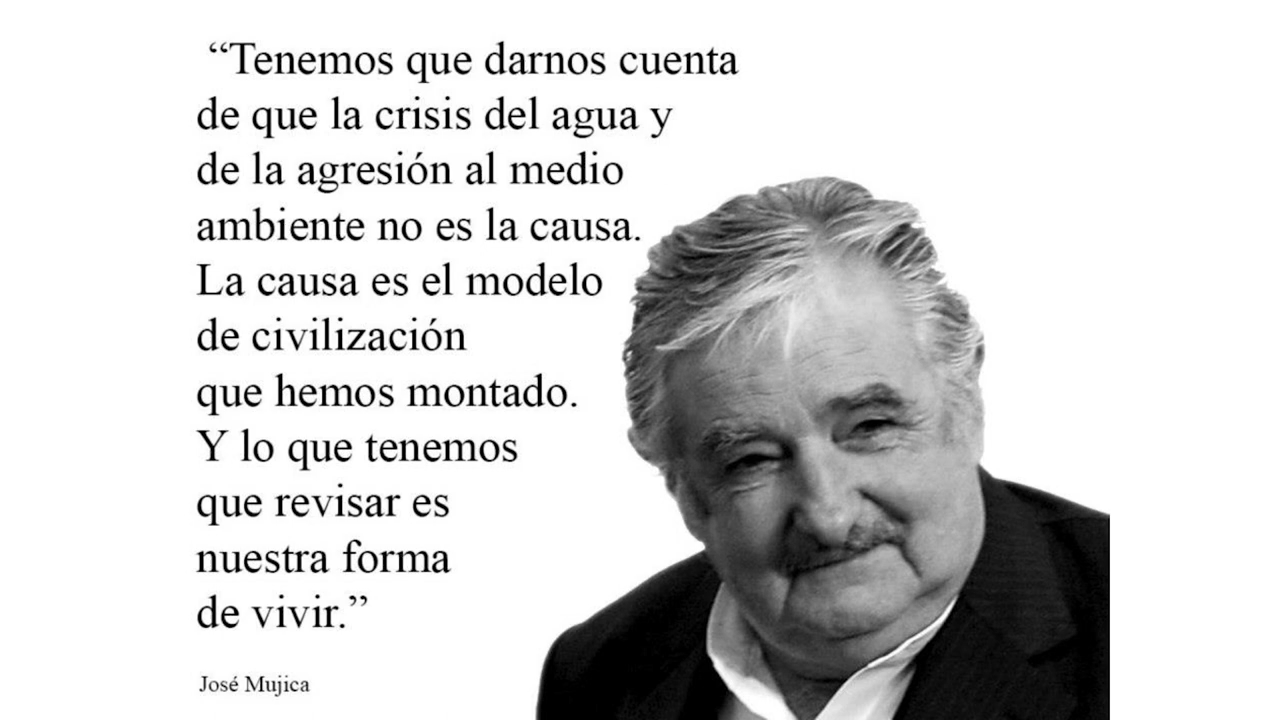 “Tenemos que darnos cuenta
de que la crisis del agua y
de la agresión al medio
ambiente no es la causa.
La causa es el modelo
de civilización
que hemos montado.
Y lo que tenemos
que revisar es
nuestra forma
de vivir.”
José Mujica